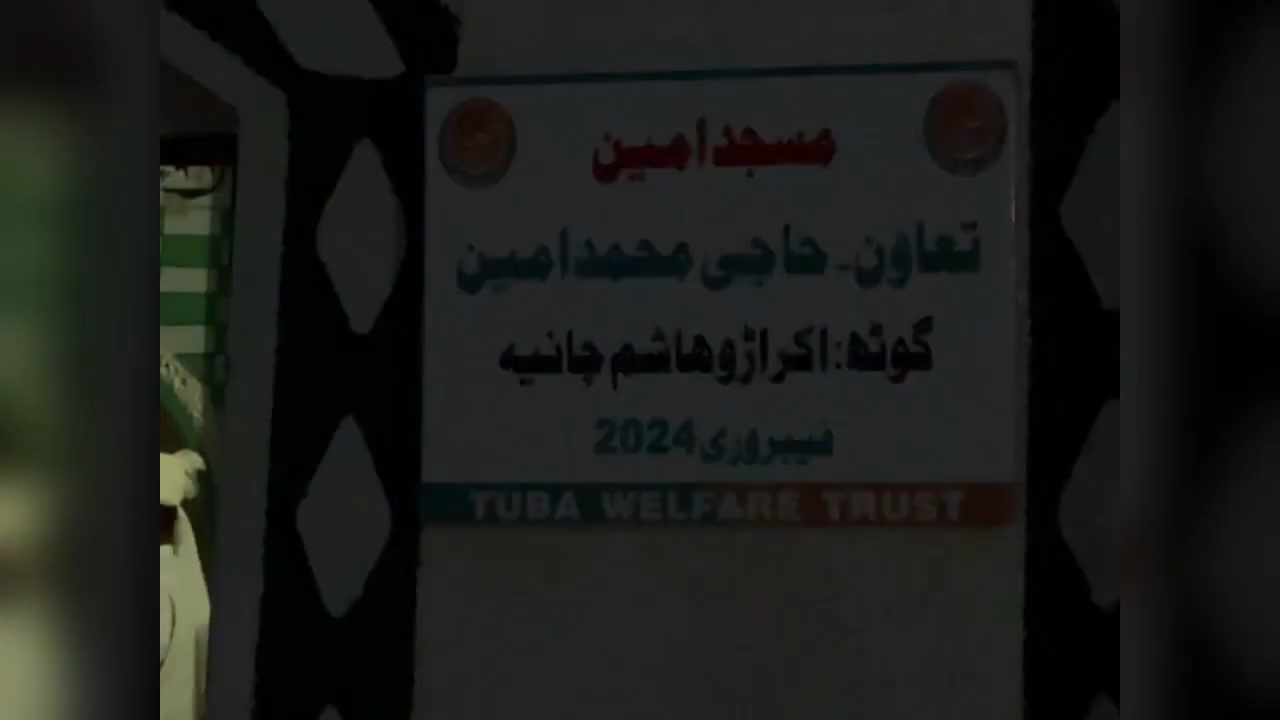 مسجد امین
تعاون۔ حاجی محمد امین
گوٹھ: اکراڑو ھاشم چانیہ
فیبروری 2024
TUBA WELFARE TRUST